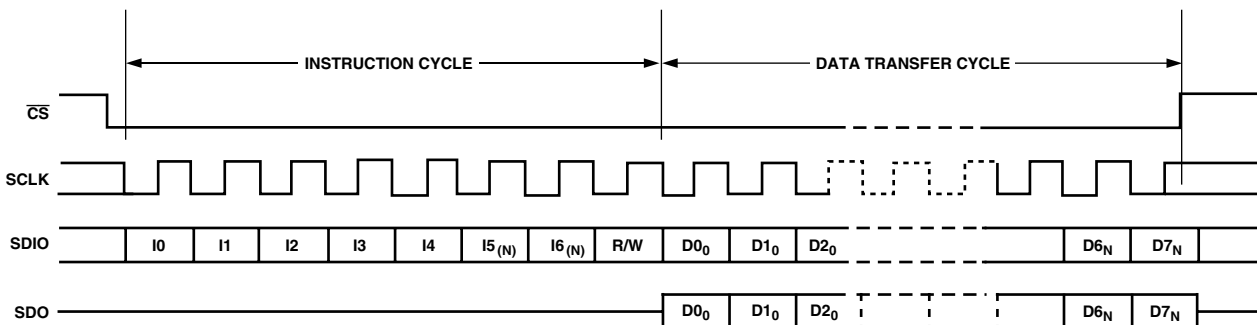 INSTRUCTION CYCLE DATA TRANSFER CYCLE
CS
SCLK
SDIO I0 I1 I2 I3 I4 I5(N) I6(N) R/W D00 D10 D20 D6N D7N
SDO D00 D10 D20 D6N D7N